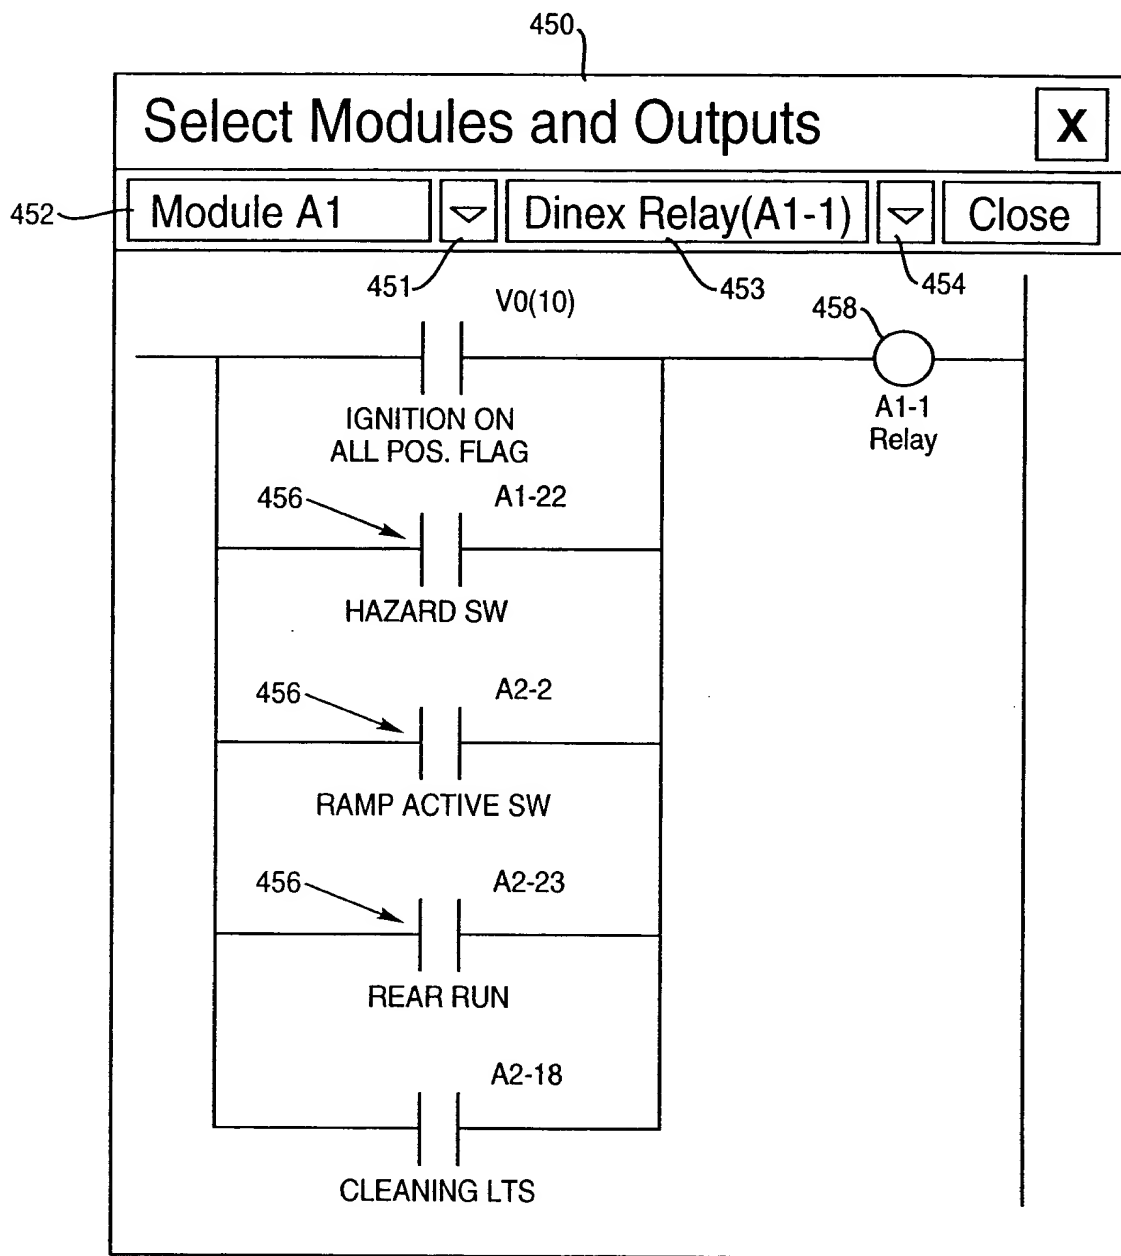 450
Select Modules and Outputs X
452 Module A1 Dinex Relay(A1-1) Close
451 453 454
V0(10) 458
IGNITION ON
ALL POS. FLAG
A1-1
Relay
456 A1-22
HAZARD SW
456 A2-2
RAMP ACTIVE SW
456 A2-23
REAR RUN
A2-18
CLEANING LTS